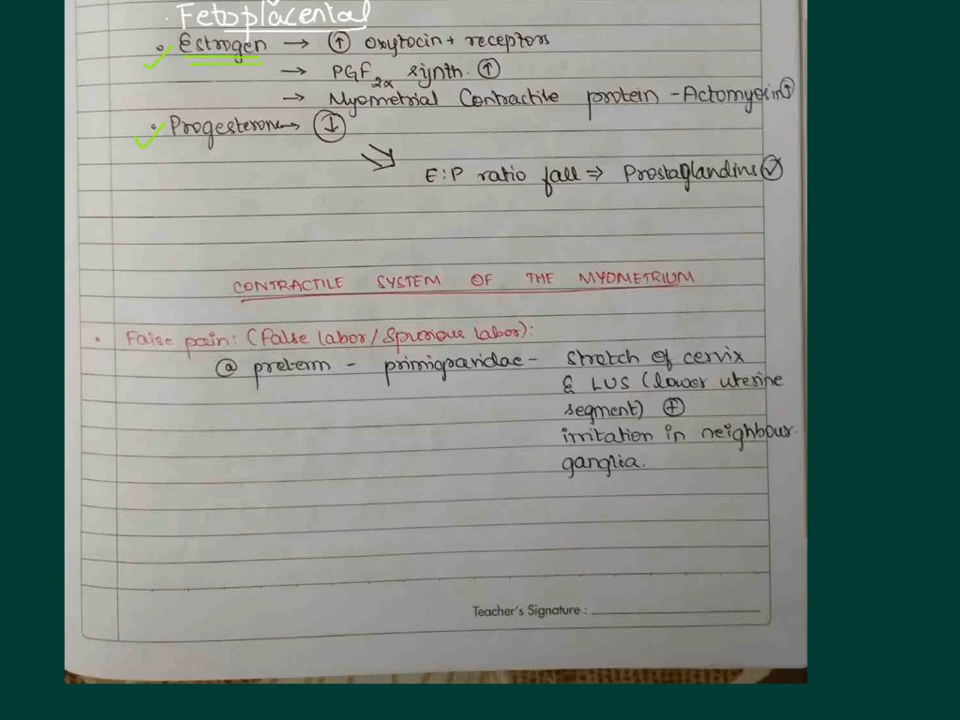 . Fetoplacental
• Estrogen → ↑ oxytocin + receptors
→ PGF2α synth. ↑
→ Myometrial Contractile protein - Actomyosin ↑
• Progesterone → ↓
E:P ratio fall ⇒ Prostaglandins
CONTRACTILE SYSTEM OF THE MYOMETRIUM
• False pain: (False labor/Spurious labor):
@ preterm - primigravidae - stretch of cervix
& LUS (lower uterine
segment) ⊕
irritation in neighbour.
ganglia.
Teacher's Signature :